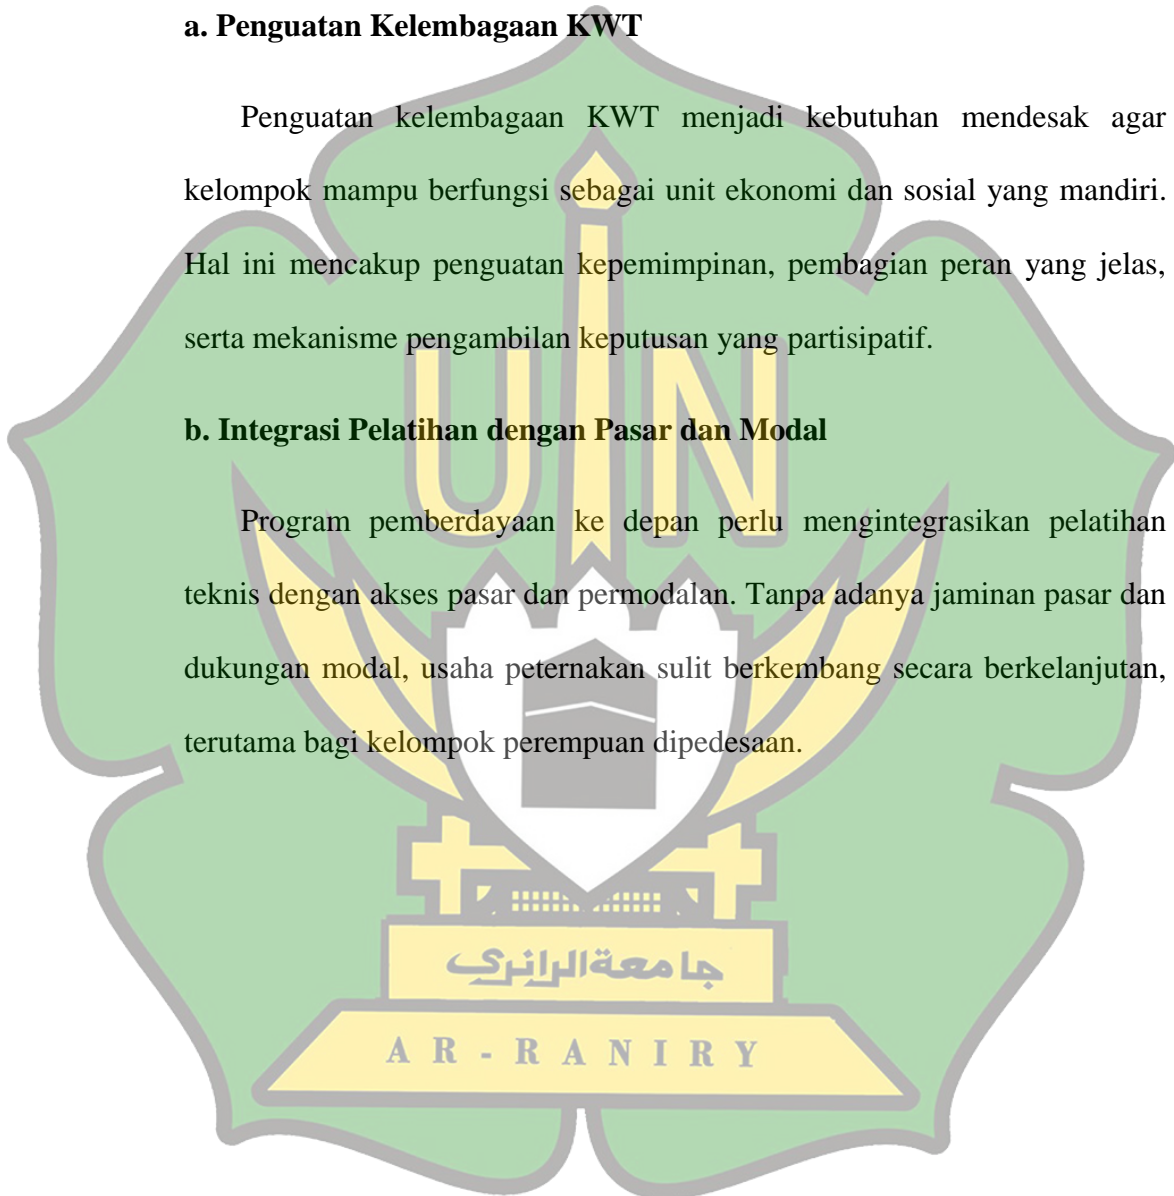 a. Penguatan Kelembagaan KWT
Penguatan kelembagaan KWT menjadi kebutuhan mendesak agar
kelompok mampu berfungsi sebagai unit ekonomi dan sosial yang mandiri.
Hal ini mencakup penguatan kepemimpinan, pembagian peran yang jelas,
serta mekanisme pengambilan keputusan yang partisipatif.
UIN
b. Integrasi Pelatihan dengan Pasar dan Modal
Program pemberdayaan ke depan perlu mengintegrasikan pelatihan
teknis dengan akses pasar dan permodalan. Tanpa adanya jaminan pasar dan
dukungan modal, usaha peternakan sulit berkembang secara berkelanjutan,
terutama bagi kelompok perempuan dipedesaan.
جامعة الرانري
AR-RANIRY